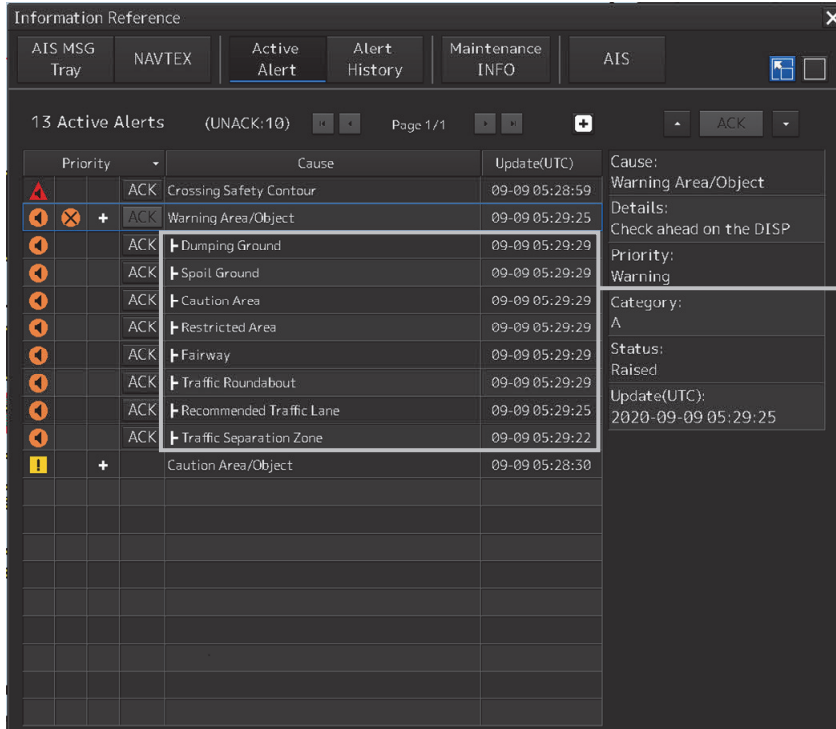 Information Reference
AIS MSG Tray NAVTEX Active Alert Alert History Maintenance INFO AIS
13 Active Alerts (UNACK:10) Page 1/1 ACK
Priority Cause Update(UTC)
ACK Crossing Safety Contour 09-09 05:28:59
ACK Warning Area/Object 09-09 05:29:25
ACK Dumping Ground 09-09 05:29:29
ACK Spoil Ground 09-09 05:29:29
ACK Caution Area 09-09 05:29:29
ACK Restricted Area 09-09 05:29:29
ACK Fairway 09-09 05:29:29
ACK Traffic Roundabout 09-09 05:29:29
ACK Recommended Traffic Lane 09-09 05:29:25
ACK Traffic Separation Zone 09-09 05:29:22
Caution Area/Object 09-09 05:28:30
Cause:
Warning Area/Object
Details:
Check ahead on the DISP
Priority:
Warning
Category:
A
Status:
Raised
Update(UTC):
2020-09-09 05:29:25